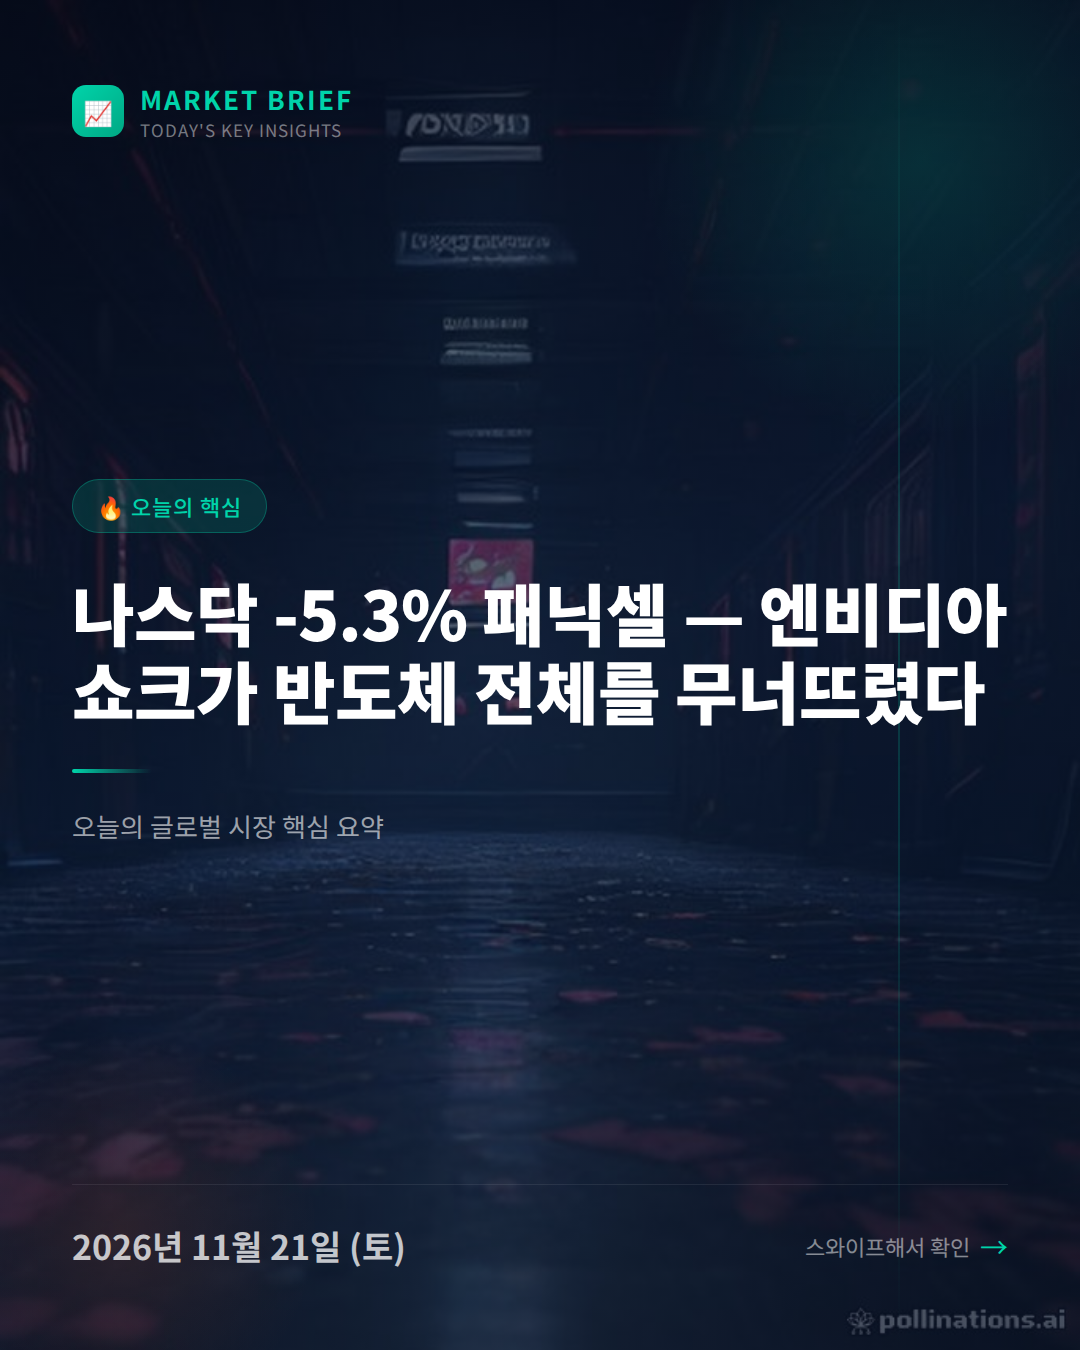 MARKET BRIEF
TODAY'S KEY INSIGHTS
🔥 오늘의 핵심
나스닥 -5.3% 패닉셀 — 엔비디아
쇼크가 반도체 전체를 무너뜨렸다
오늘의 글로벌 시장 핵심 요약
2026년 11월 21일 (토)
스와이프해서 확인 →
pollinations.ai